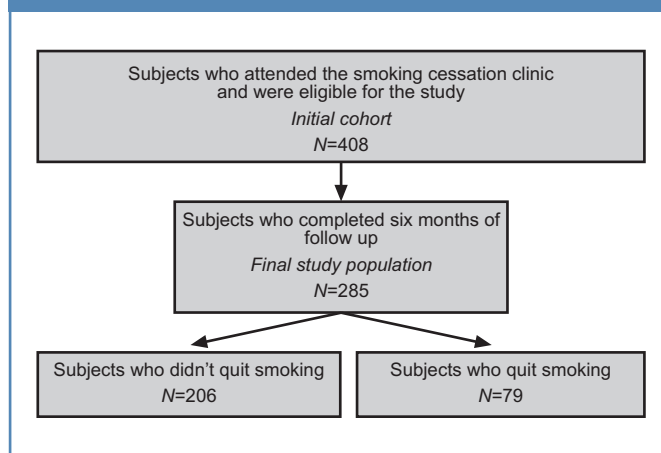 Subjects who attended the smoking cessation clinic
and were eligible for the study
Initial cohort
N=408
Subjects who completed six months of
follow up
Final study population
N=285
Subjects who didn't quit smoking
N=206
Subjects who quit smoking
N=79